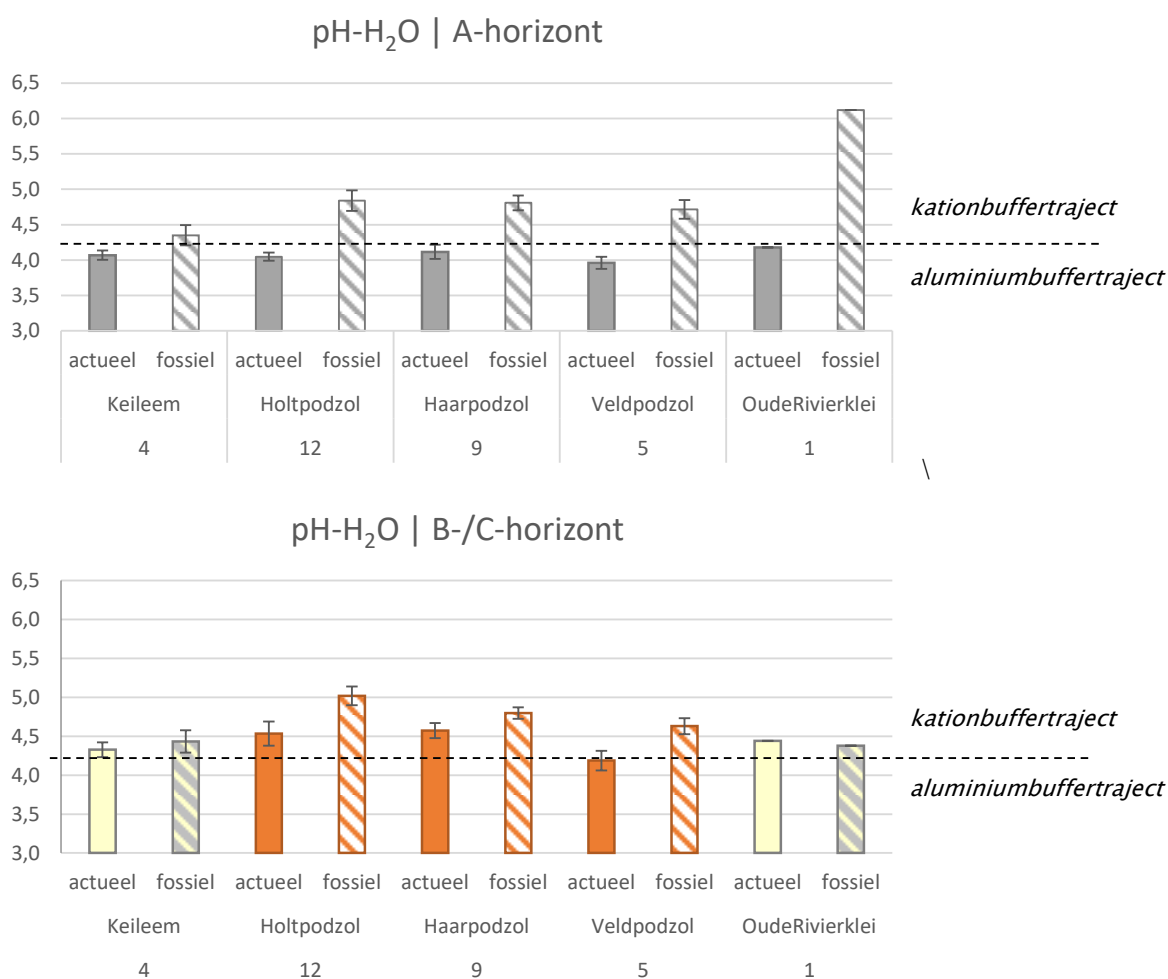 pH-H₂O | A-horizont
6,5
6,0
5,5
5,0
4,5
4,0
3,5
3,0
kationbuffertraject
aluminiumbuffertraject
actueel fossiel actueel fossiel actueel fossiel actueel fossiel actueel fossiel
Keileem Holtpodzol Haarpodzol Veldpodzol OudeRivierklei
4 12 9 5 1
\
pH-H₂O | B-/C-horizont
6,5
6,0
5,5
5,0
4,5
4,0
3,5
3,0
kationbuffertraject
aluminiumbuffertraject
actueel fossiel actueel fossiel actueel fossiel actueel fossiel actueel fossiel
Keileem Holtpodzol Haarpodzol Veldpodzol OudeRivierklei
4 12 9 5 1